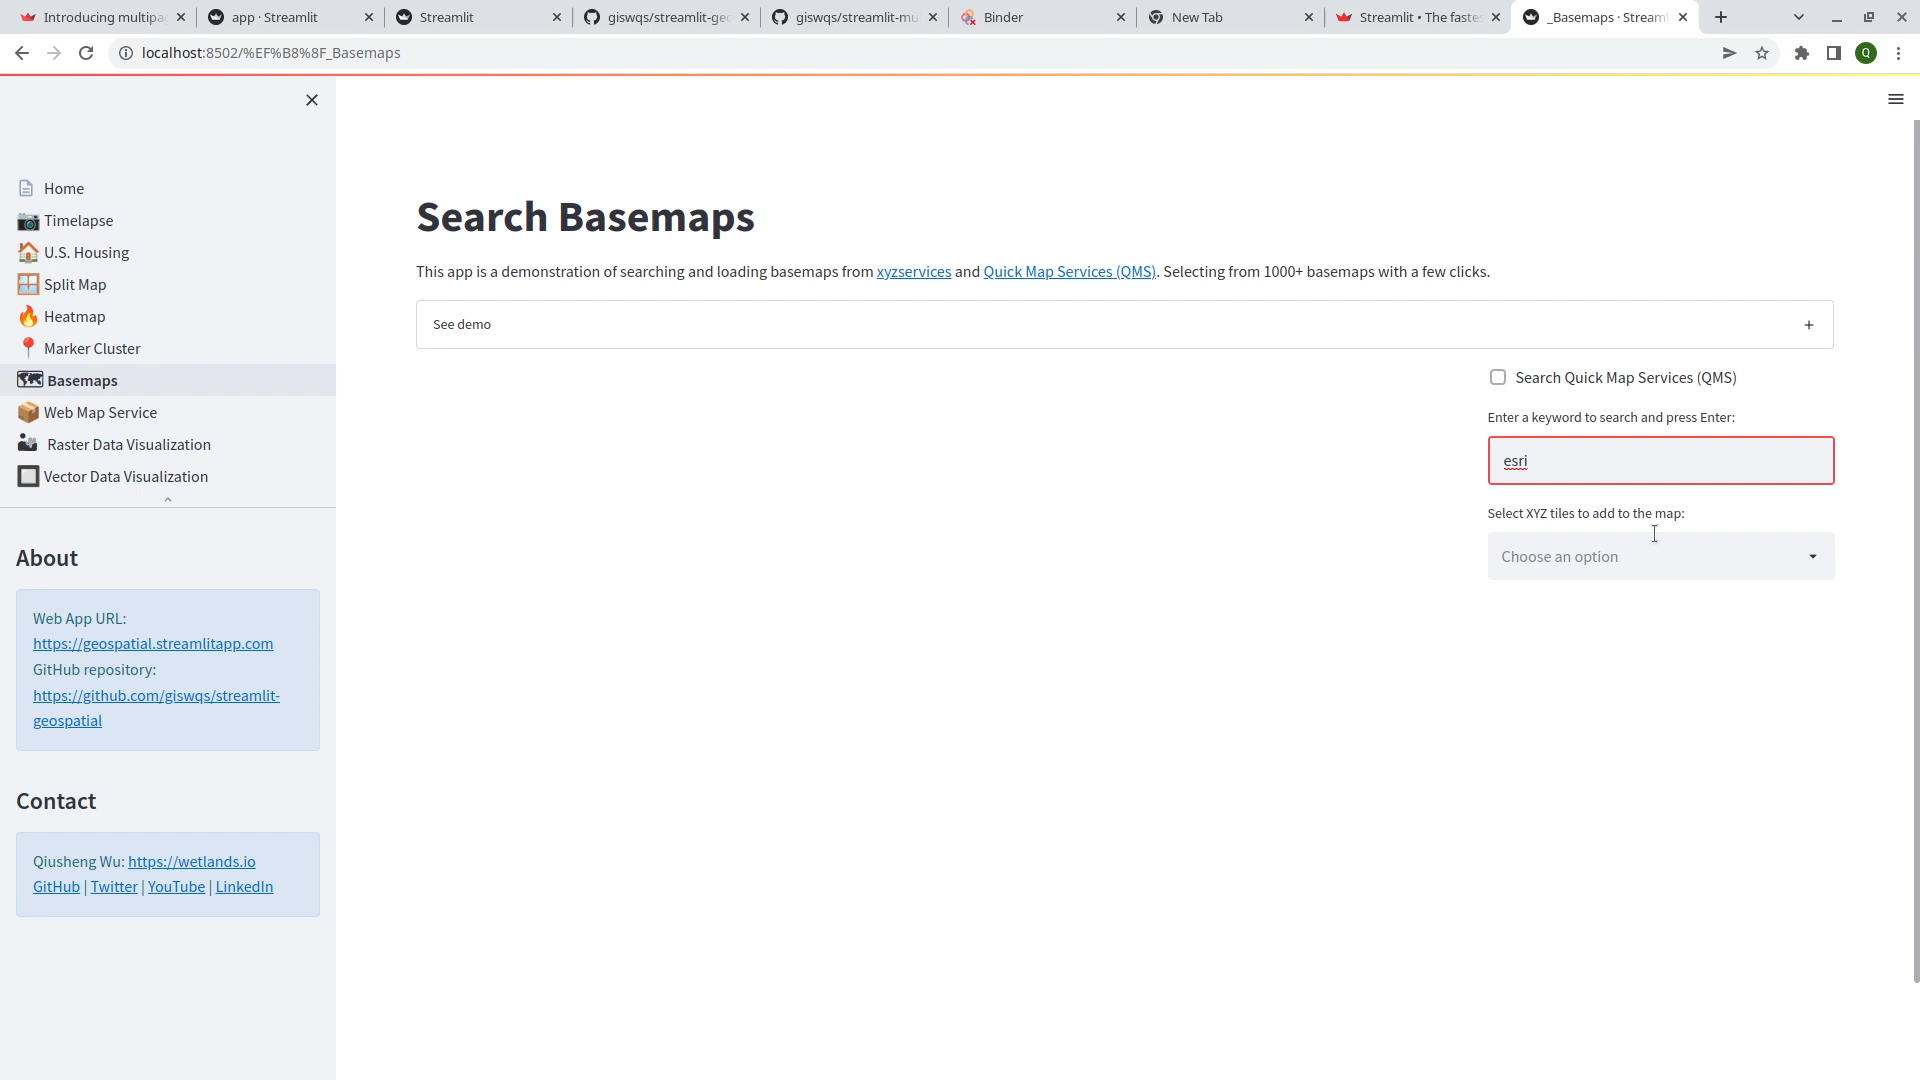 Introducing multipa
app · Streamlit
Streamlit
giswqs/streamlit-geo
giswqs/streamlit-mu
Binder
New Tab
Streamlit • The faste
_Basemaps · Stream
localhost:8502/%EF%B8%8F_Basemaps
Q
Home
Timelapse
U.S. Housing
Split Map
Heatmap
Marker Cluster
Basemaps
Web Map Service
Raster Data Visualization
Vector Data Visualization
About
Web App URL:
https://geospatial.streamlitapp.com
GitHub repository:
https://github.com/giswqs/streamlit-
geospatial
Contact
Qiusheng Wu: https://wetlands.io
GitHub | Twitter | YouTube | LinkedIn
Search Basemaps
This app is a demonstration of searching and loading basemaps from xyzservices and Quick Map Services (QMS). Selecting from 1000+ basemaps with a few clicks.
See demo
Search Quick Map Services (QMS)
Enter a keyword to search and press Enter:
esri
Select XYZ tiles to add to the map:
Choose an option